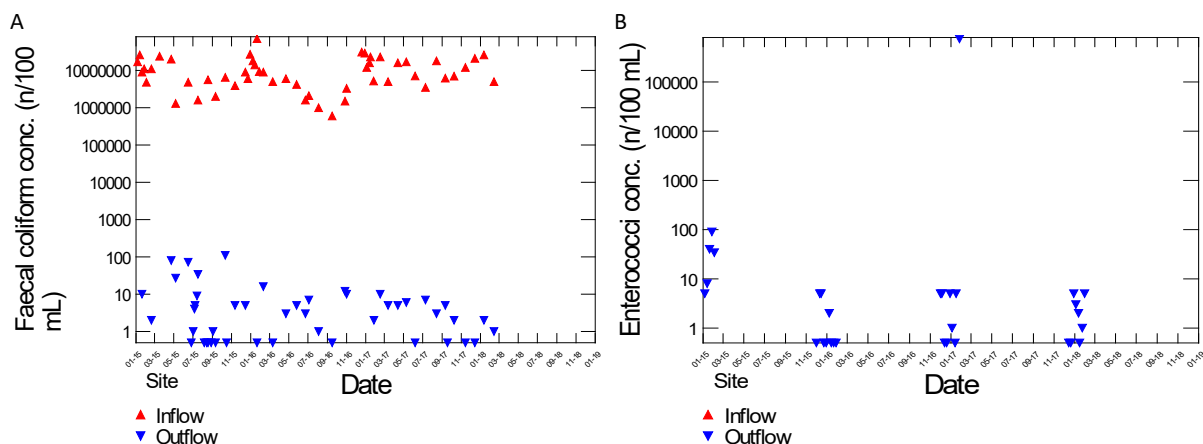 A
Faecal coliform conc. (n/100
mL)
10000000
1000000
100000
10000
1000
100
10
1
01-15 03-15 05-15 07-15 09-15 11-15 01-16 03-16 05-16 07-16 09-16 11-16 01-17 03-17 05-17 07-17 09-17 11-17 01-18 03-18 05-18 07-18 09-18 11-18 01-19
Site
Date
Inflow
Outflow
B
Enterococci conc. (n/100 mL)
100000
10000
1000
100
10
1
01-15 03-15 05-15 07-15 09-15 11-15 01-16 03-16 05-16 07-16 09-16 11-16 01-17 03-17 05-17 07-17 09-17 11-17 01-18 03-18 05-18 07-18 09-18 11-18 01-19
Site
Date
Inflow
Outflow